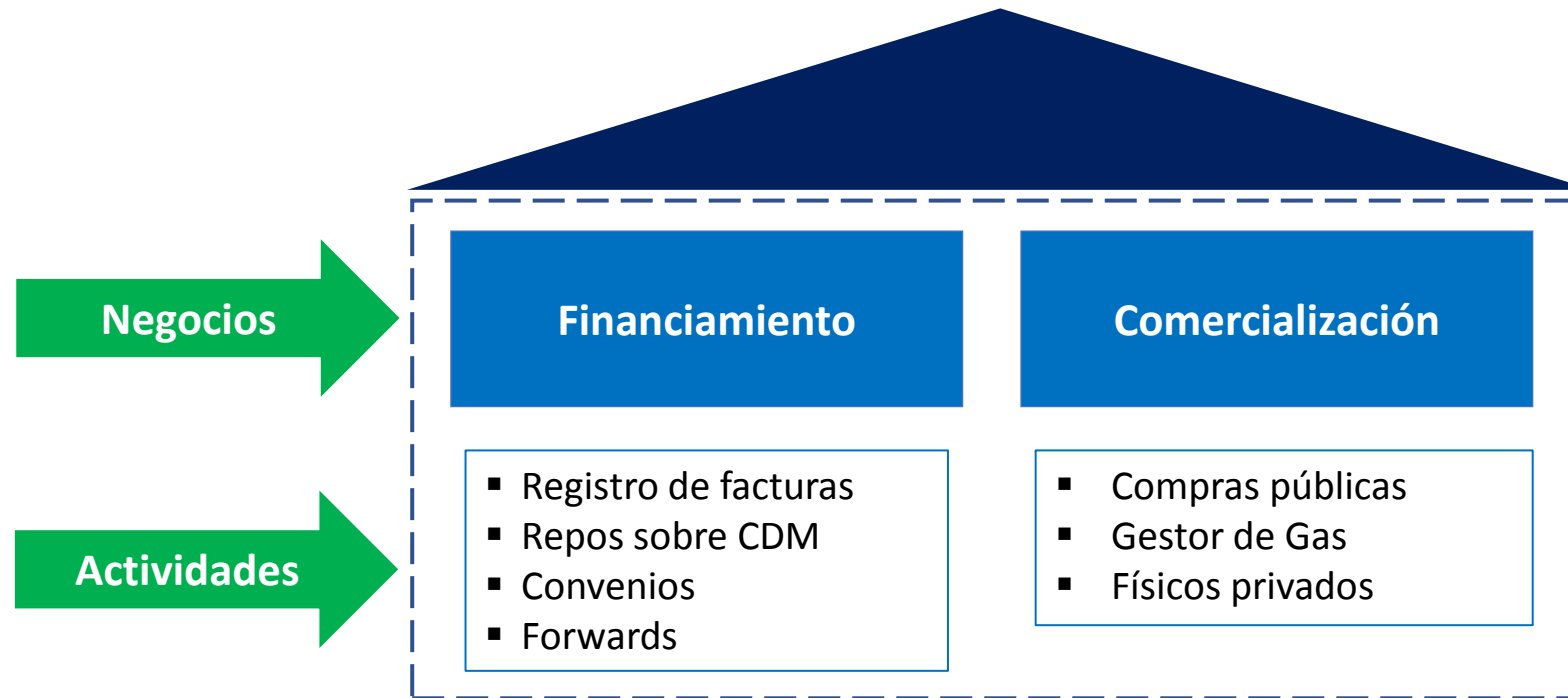 Negocios
Financiamiento
Comercialización
Actividades
▪ Registro de facturas
▪ Repos sobre CDM
▪ Convenios
▪ Forwards
▪ Compras públicas
▪ Gestor de Gas
▪ Físicos privados